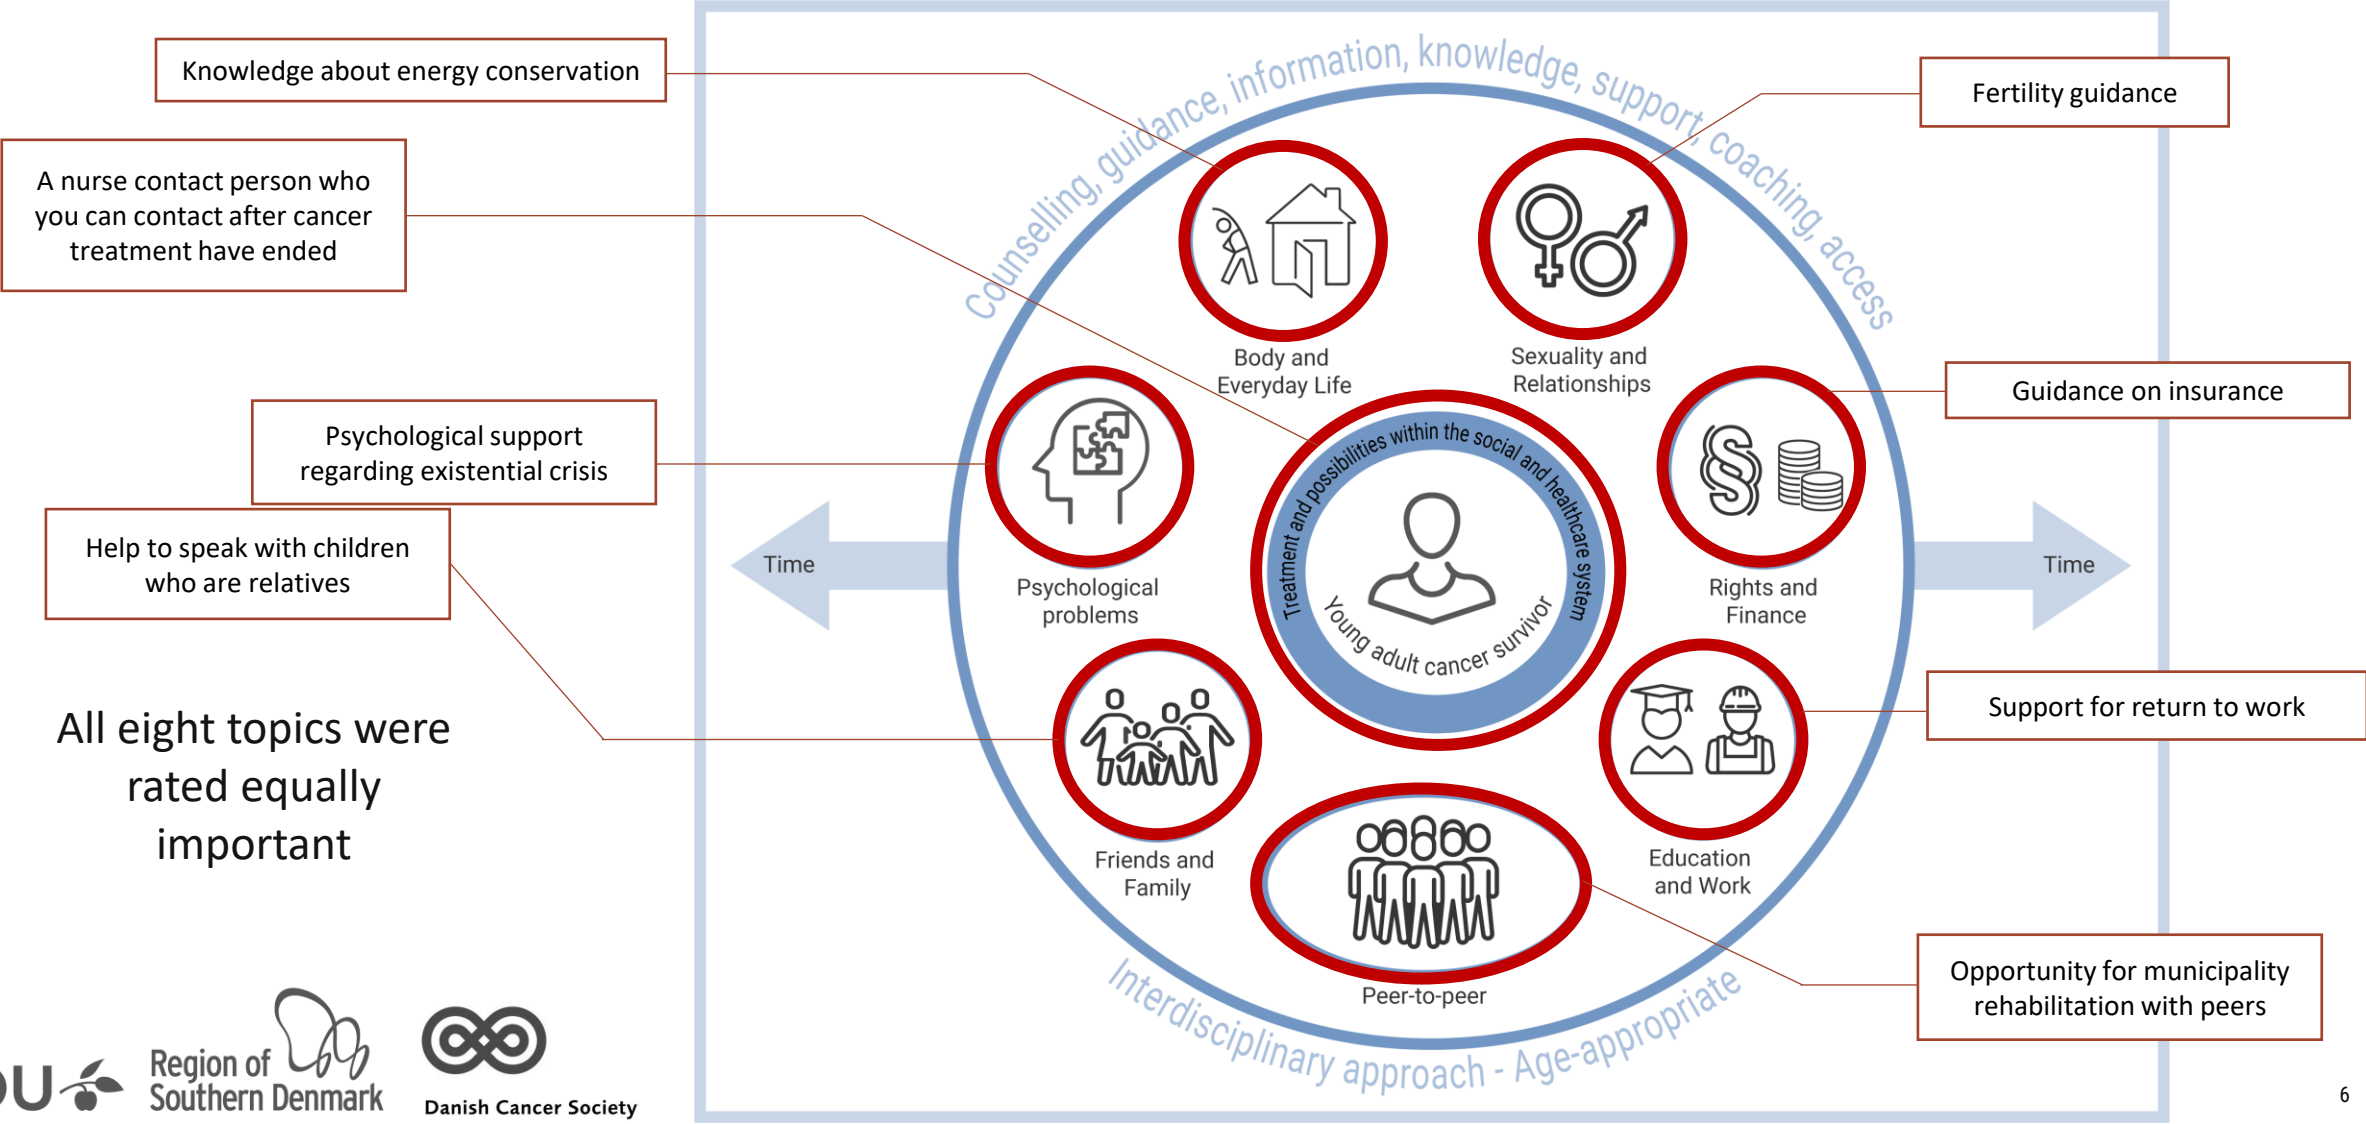 Knowledge about energy conservation
A nurse contact person who
you can contact after cancer
treatment have ended
Psychological support
regarding existential crisis
Help to speak with children
who are relatives
All eight topics were
rated equally
important
Counselling, guidance, information, knowledge, support, coaching, access
Body and
Everyday Life
Sexuality and
Relationships
Psychological
problems
Treatment and possibilities within the social and healthcare system
Young adult cancer survivor
Rights and
Finance
Time
Time
Friends and
Family
Education
and Work
Peer-to-peer
Interdisciplinary approach - Age-appropriate
Fertility guidance
Guidance on insurance
Support for return to work
Opportunity for municipality
rehabilitation with peers
Region of
Southern Denmark
Danish Cancer Society
6